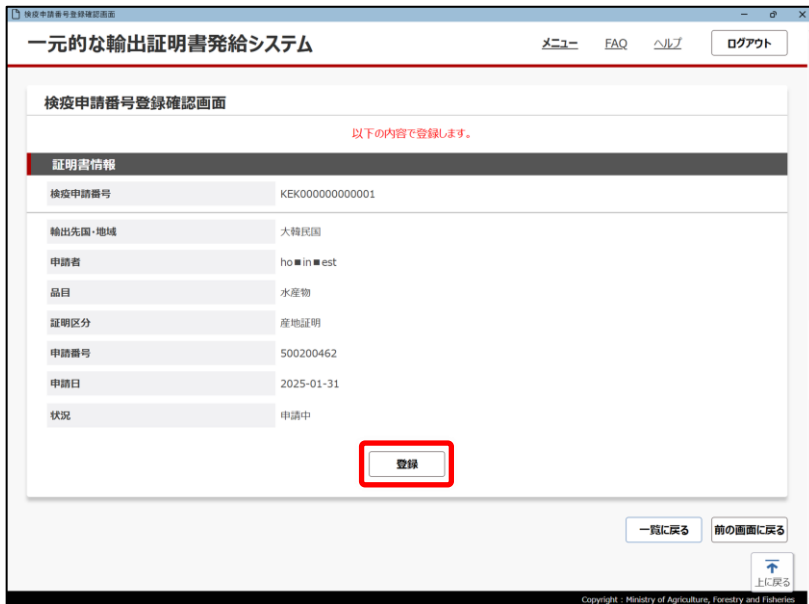 検疫申請番号登録確認画面
一元的な輸出証明書発給システム
メニュー FAQ ヘルプ ログアウト
検疫申請番号登録確認画面
以下の内容で登録します。
証明書情報
検疫申請番号 KEK000000000001
輸出先国・地域 大韓民国
申請者 ho■in■est
品目 水産物
証明区分 産地証明
申請番号 500200462
申請日 2025-01-31
状況 申請中
登録
一覧に戻る 前の画面に戻る
上に戻る
Copyright : Ministry of Agriculture, Forestry and Fisheries